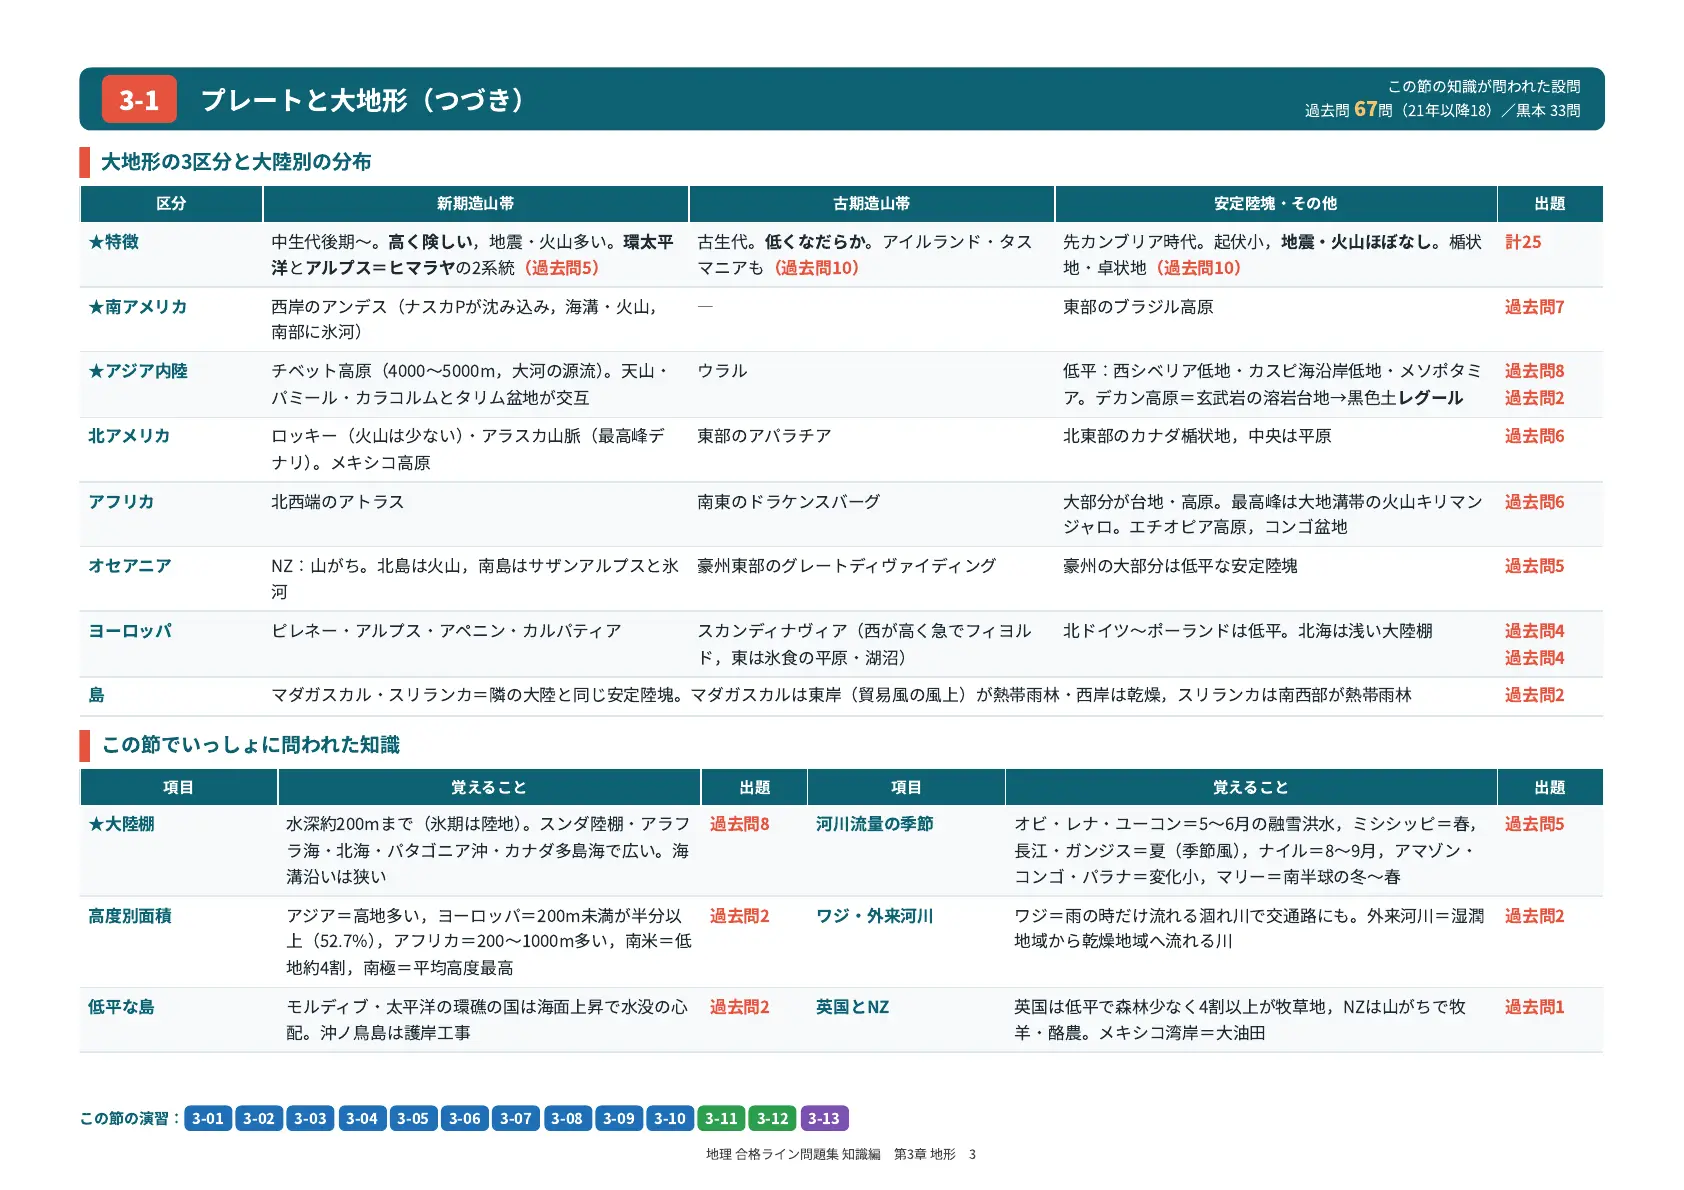 3-1 プレートと大地形（つづき）
この節の知識が問われた設問
過去問 67問（21年以降18）／黒本 33問
大地形の3区分と大陸別の分布
区分 新期造山帯 古期造山帯 安定陸塊・その他 出題
★特徴 中生代後期〜。高く険しい，地震・火山多い。環太平洋とアルプス＝ヒマラヤの2系統（過去問5） 古生代。低くなだらか。アイルランド・タスマニアも（過去問10） 先カンブリア時代。起伏小，地震・火山ほぼなし。楯状地・卓状地（過去問10） 計25
★南アメリカ 西岸のアンデス（ナスカPが沈み込み，海溝・火山，南部に氷河） — 東部のブラジル高原 過去問7
★アジア内陸 チベット高原（4000〜5000m，大河の源流）。天山・パミール・カラコルムとタリム盆地が交互 ウラル 低平：西シベリア低地・カスピ海沿岸低地・メソポタミア。デカン高原＝玄武岩の溶岩台地→黒色土レグール 過去問8 過去問2
北アメリカ ロッキー（火山は少ない）・アラスカ山脈（最高峰デナリ）。メキシコ高原 東部のアパラチア 北東部のカナダ楯状地，中央は平原 過去問6
アフリカ 北西端のアトラス 南東のドラケンスバーグ 大部分が台地・高原。最高峰は大地溝帯の火山キリマンジャロ。エチオピア高原，コンゴ盆地 過去問6
オセアニア NZ：山がち。北島は火山，南島はサザンアルプスと氷河 豪州東部のグレートディヴァイディング 豪州の大部分は低平な安定陸塊 過去問5
ヨーロッパ ピレネー・アルプス・アペニン・カルパティア スカンディナヴィア（西が高く急でフィヨルド，東は氷食の平原・湖沼） 北ドイツ〜ポーランドは低平。北海は浅い大陸棚 過去問4 過去問4
島 マダガスカル・スリランカ＝隣の大陸と同じ安定陸塊。マダガスカルは東岸（貿易風の風上）が熱帯雨林・西岸は乾燥，スリランカは南西部が熱帯雨林 過去問2
この節でいっしょに問われた知識
項目 覚えること 出題 項目 覚えること 出題
★大陸棚 水深約200mまで（氷期は陸地）。スンダ陸棚・アラフラ海・北海・パタゴニア沖・カナダ多島海で広い。海溝沿いは狭い 過去問8 河川流量の季節 オビ・レナ・ユーコン＝5〜6月の融雪洪水，ミシシッピ＝春，長江・ガンジス＝夏（季節風），ナイル＝8〜9月，アマゾン・コンゴ・パラナ＝変化小，マリー＝南半球の冬〜春 過去問5
高度別面積 アジア＝高地多い，ヨーロッパ＝200m未満が半分以上（52.7%），アフリカ＝200〜1000m多い，南米＝低地約4割，南極＝平均高度最高 過去問2 ワジ・外来河川 ワジ＝雨の時だけ流れる涸れ川で交通路にも。外来河川＝湿潤地域から乾燥地域へ流れる川 過去問2
低平な島 モルディブ・太平洋の環礁の国は海面上昇で水没の心配。沖ノ鳥島は護岸工事 過去問2 英国とNZ 英国は低平で森林少なく4割以上が牧草地，NZは山がちで牧羊・酪農。メキシコ湾岸＝大油田 過去問1
この節の演習： 3-01 3-02 3-03 3-04 3-05 3-06 3-07 3-08 3-09 3-10 3-11 3-12 3-13
地理 合格ライン問題集 知識編 第3章 地形 3